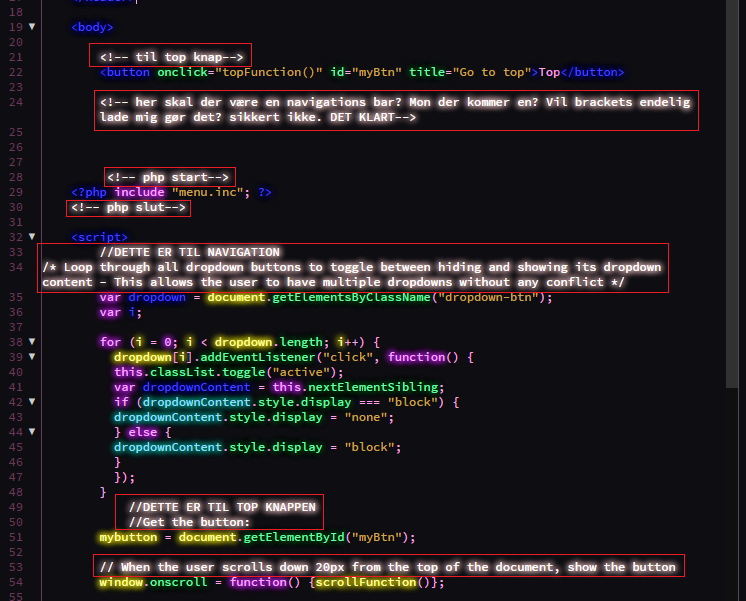 18
19 ▼ <body>
20
21 <!-- til top knap-->
22 <button onclick="topFunction()" id="myBtn" title="Go to top">Top</button>
23
24 <!-- her skal der være en navigations bar? Mon der kommer en? Vil brackets endelig
lade mig gør det? sikkert ikke. DET KLART-->
25
26
27
28 <!-- php start-->
29 <?php include "menu.inc"; ?>
30 <!-- php slut-->
31
32 ▼ <script>
33 //DETTE ER TIL NAVIGATION
34 /* Loop through all dropdown buttons to toggle between hiding and showing its dropdown
content - This allows the user to have multiple dropdowns without any conflict */
35 var dropdown = document.getElementsByClassName("dropdown-btn");
36 var i;
37
38 ▼ for (i = 0; i < dropdown.length; i++) {
39 ▼ dropdown[i].addEventListener("click", function() {
40 this.classList.toggle("active");
41 var dropdownContent = this.nextElementSibling;
42 ▼ if (dropdownContent.style.display === "block") {
43 dropdownContent.style.display = "none";
44 ▼ } else {
45 dropdownContent.style.display = "block";
46 }
47 });
48 }
49 //DETTE ER TIL TOP KNAPPEN
50 //Get the button:
51 mybutton = document.getElementById("myBtn");
52
53 // When the user scrolls down 20px from the top of the document, show the button
54 window.onscroll = function() {scrollFunction()};
55